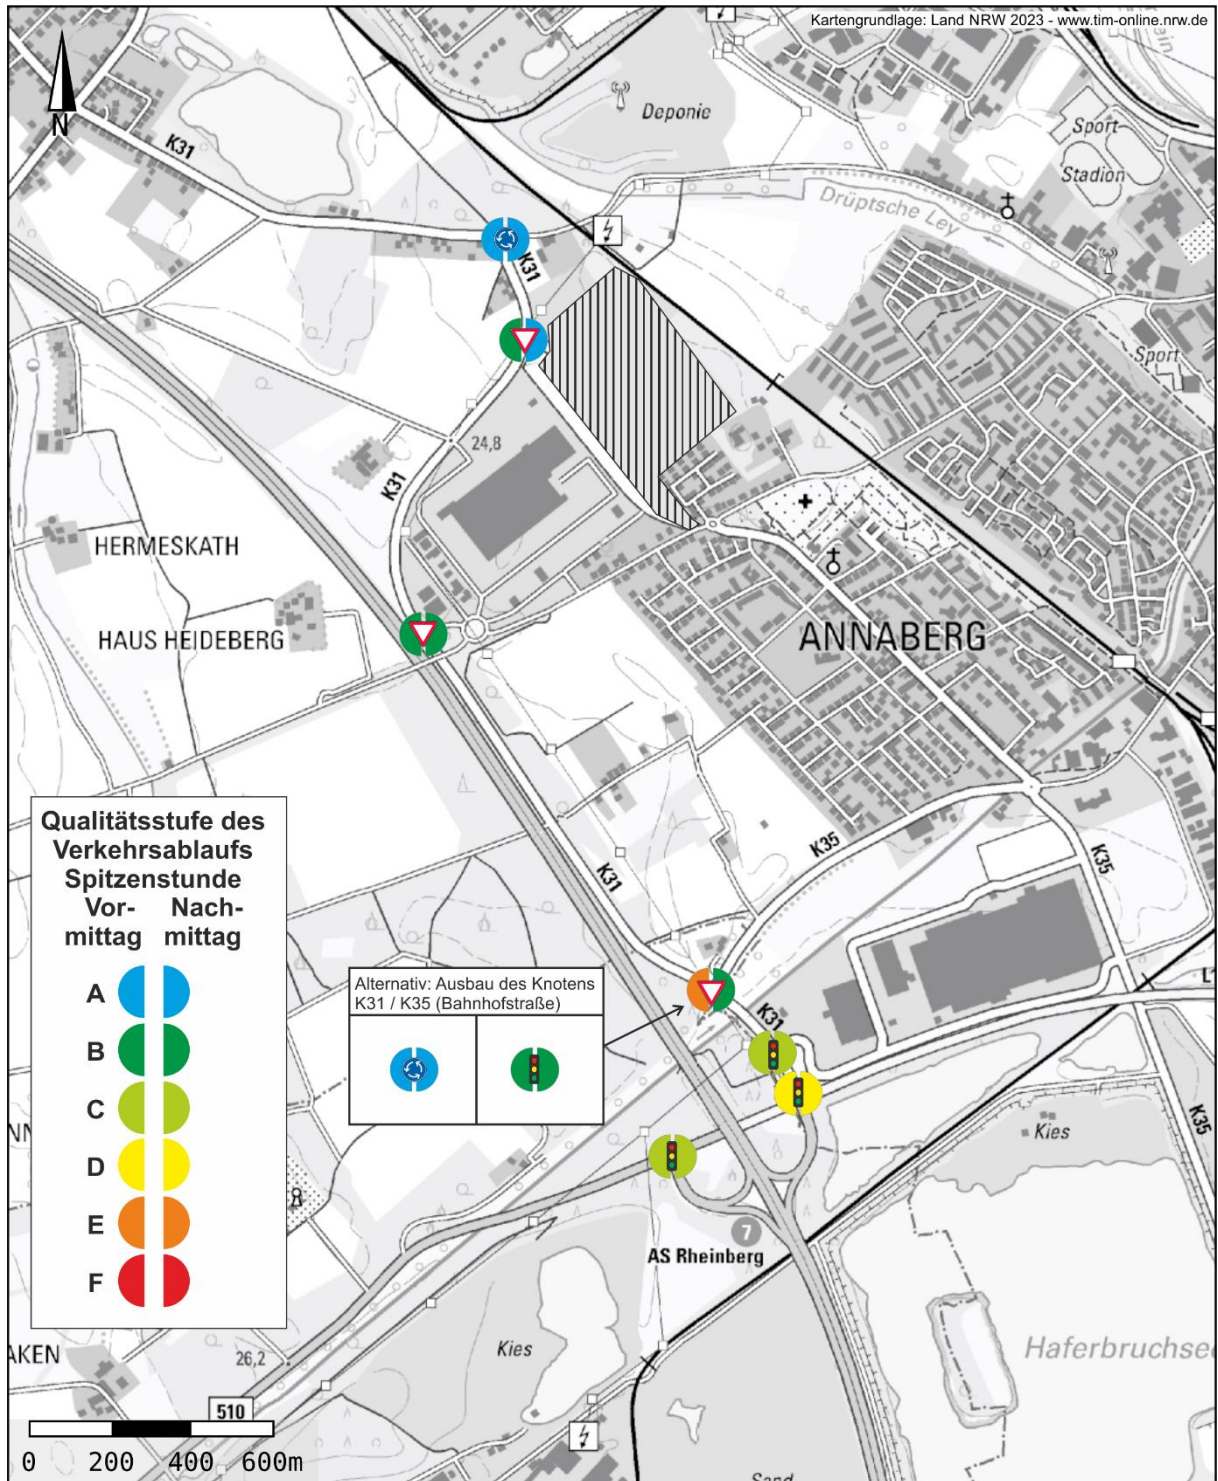 Kartengrundlage: Land NRW 2023 - www.tim-online.nrw.de
N
K31
Deponie
Sport
Stadion
Drüptsche Ley
K31
Sport
24,8
K31
HERMESKATH
HAUS HEIDEBERG
ANNABERG
Qualitätsstufe des
Verkehrsablaufs
Spitzenstunde
Vor-
mittag
Nach-
mittag
A
B
C
D
E
F
K31
K35
K35
Alternativ: Ausbau des Knotens
K31 / K35 (Bahnhofstraße)
K31
K35
Kies
7
AS Rheinberg
Kies
Haferbruchsee
AKEN
26,2
510
0 200 400 600m